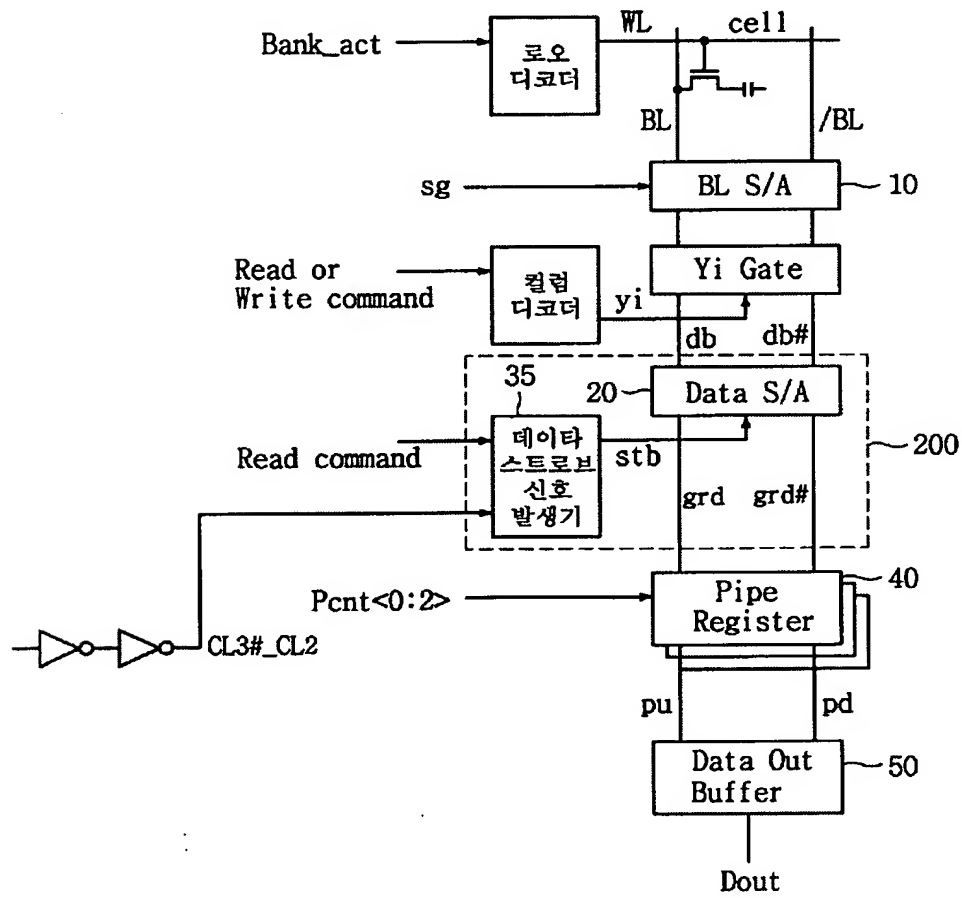 WL
cell
Bank_act
로오
디코더
BL
/BL
sg
BL S/A
10
Read or
Write command
컬럼
디코더
yi
Yi Gate
db
db#
35
20
Data S/A
Read command
데이타
스트로브
신호
발생기
stb
200
grd
grd#
Pcnt<0:2>
Pipe
Register
40
CL3#_CL2
pu
pd
Data Out
Buffer
50
Dout